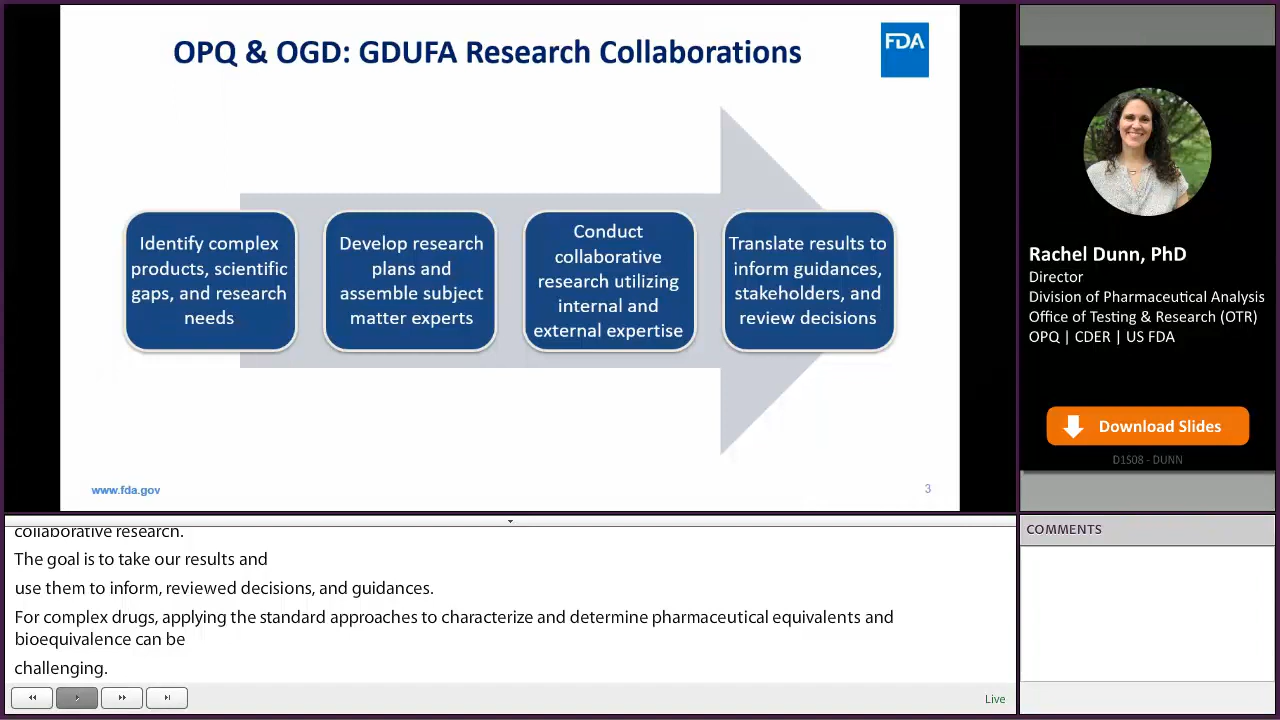 OPQ & OGD: GDUFA Research Collaborations
FDA
Identify complex
products, scientific
gaps, and research
needs
Develop research
plans and
assemble subject
matter experts
Conduct
collaborative
research utilizing
internal and
external expertise
Translate results to
inform guidances,
stakeholders, and
review decisions
www.fda.gov
3
Rachel Dunn, PhD
Director
Division of Pharmaceutical Analysis
Office of Testing & Research (OTR)
OPQ | CDER | US FDA
Download Slides
D1S08 - DUNN
collaborative research.
The goal is to take our results and
use them to inform, reviewed decisions, and guidances.
For complex drugs, applying the standard approaches to characterize and determine pharmaceutical equivalents and
bioequivalence can be
challenging.
Live
COMMENTS